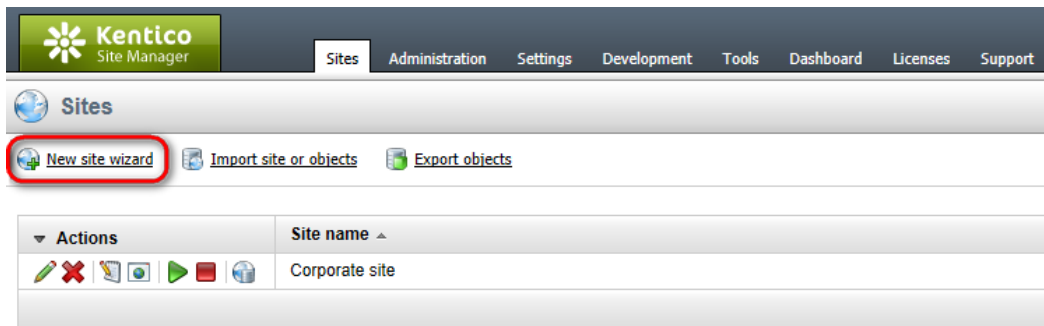 Kentico
Site Manager
Sites Administration Settings Development Tools Dashboard Licenses Support
Sites
New site wizard Import site or objects Export objects
Actions Site name
Corporate site